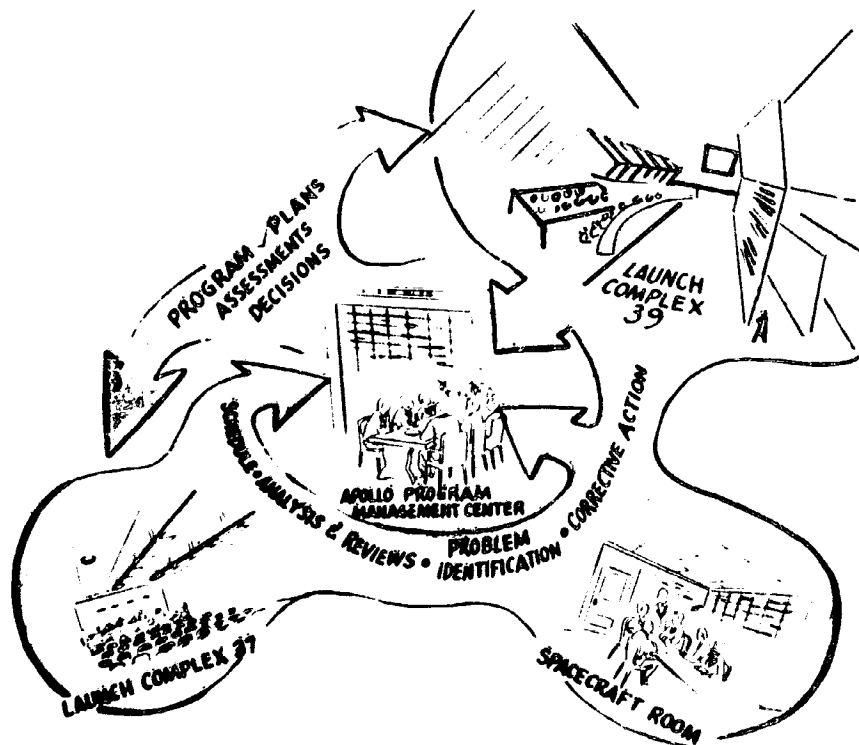 PROGRAM PLANS
ASSESSMENTS
DECISIONS
LAUNCH
COMPLEX
39
APOLLO PROGRAM
MANAGEMENT CENTER
SCHEDULE • ANALYSIS & REVIEWS • PROBLEM IDENTIFICATION • CORRECTIVE ACTION
LAUNCH COMPLEX 37
SPACECRAFT ROOM